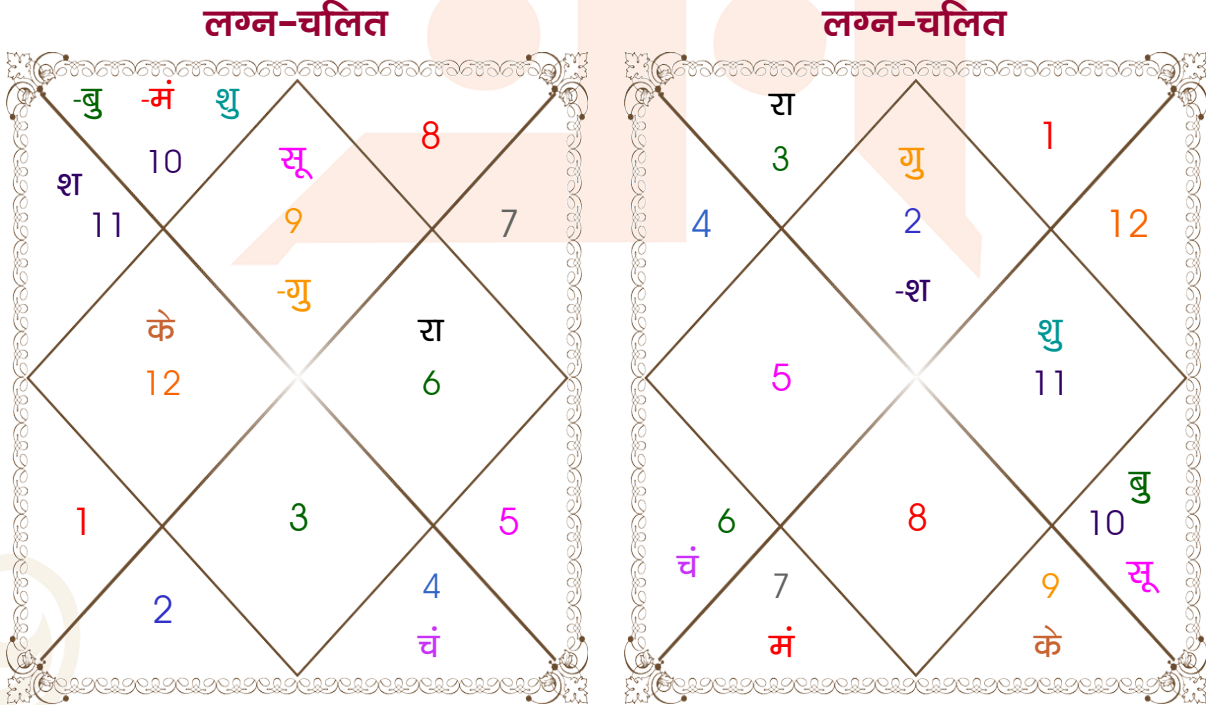 लग्न-चलित
-बु -मं शु
10
श
11
सू
9
-गु
8
7
के
12
रा
6
1
2
3
4
चं
5
लग्न-चलित
रा
3
4
गु
2
-श
1
12
5
शु
11
6
चं
7
मं
8
9
के
बु
10
सू